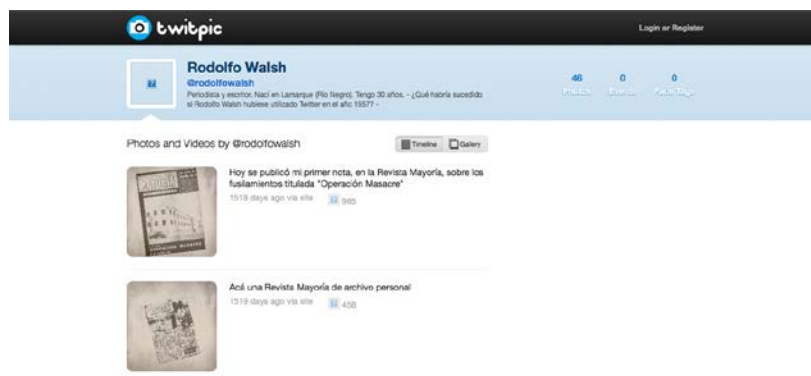 twitpic
Login or Register
Rodolfo Walsh
@rodolfowalsh
Periodista y escritor. Nací en Lamarque (Río Negro). Tengo 30 años. - ¿Qué habría sucedido
si Rodolfo Walsh hubiese utilizado Twitter en el año 1957? -
46
0
0
Photos
Events
Face Tags
Photos and Videos by @rodolfowalsh
Timeline
Gallery
Hoy se publicó mi primer nota, en la Revista Mayoría, sobre los
fusilamientos titulada "Operación Masacre"
1519 days ago via site
985
Acá una Revista Mayoría de archivo personal
1519 days ago via site
458